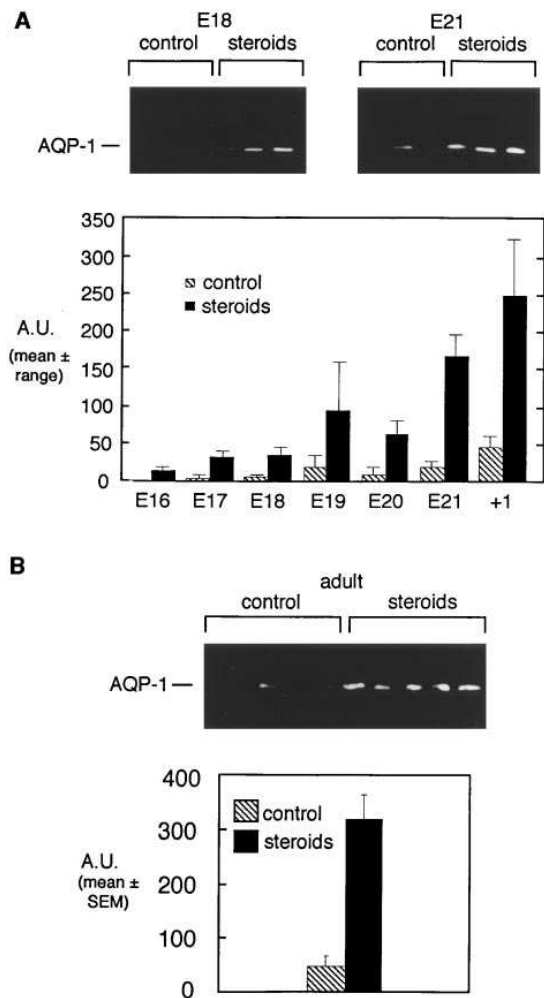 A
E18
E21
control steroids
control steroids
AQP-1
350
300
250
200
150
100
50
0
A.U.
(mean ±
range)
control
steroids
E16 E17 E18 E19 E20 E21 +1
B
adult
control steroids
AQP-1
400
300
200
100
0
A.U.
(mean ±
SEM)
control
steroids